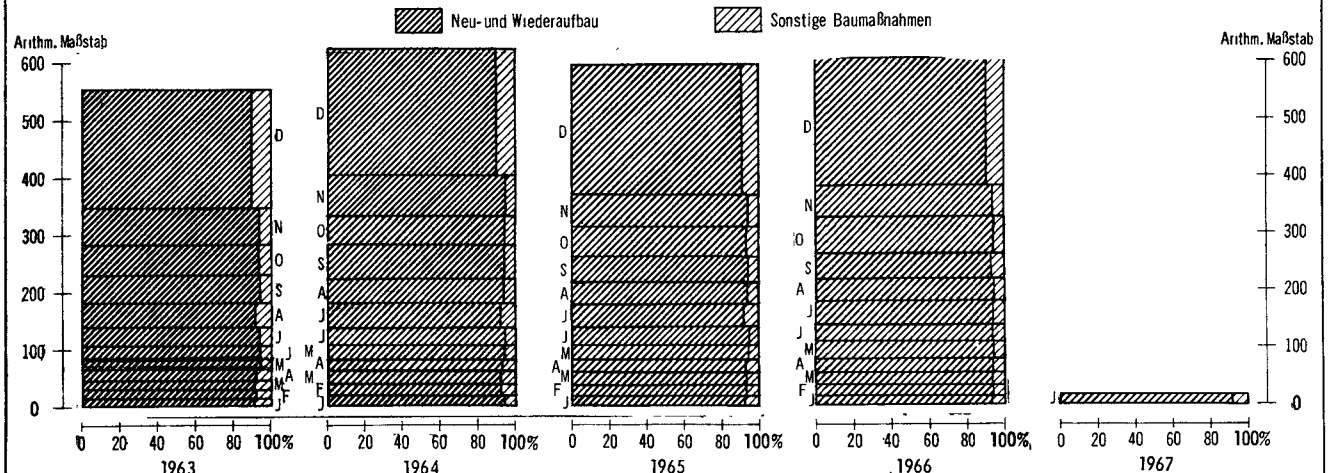 Neu-und Wiederaufbau
Sonstige Baumaßnahmen
Arithm. Maßstab
Arithm. Maßstab
600
500
400
300
200
100
0
D
N
O
S
A
J
J
M
A
M
F
J
0 20 40 60 80 100%
1963
D
N
O
S
A
J
J
M
A
M
F
J
0 20 40 60 80 100%
1964
D
N
O
S
A
J
J
M
A
M
F
J
0 20 40 60 80 100%
1965
D
N
O
S
A
J
J
M
A
M
F
J
0 20 40 60 80 100%
1966
J
0 20 40 60 80 100%
1967
600
500
400
300
200
100
0